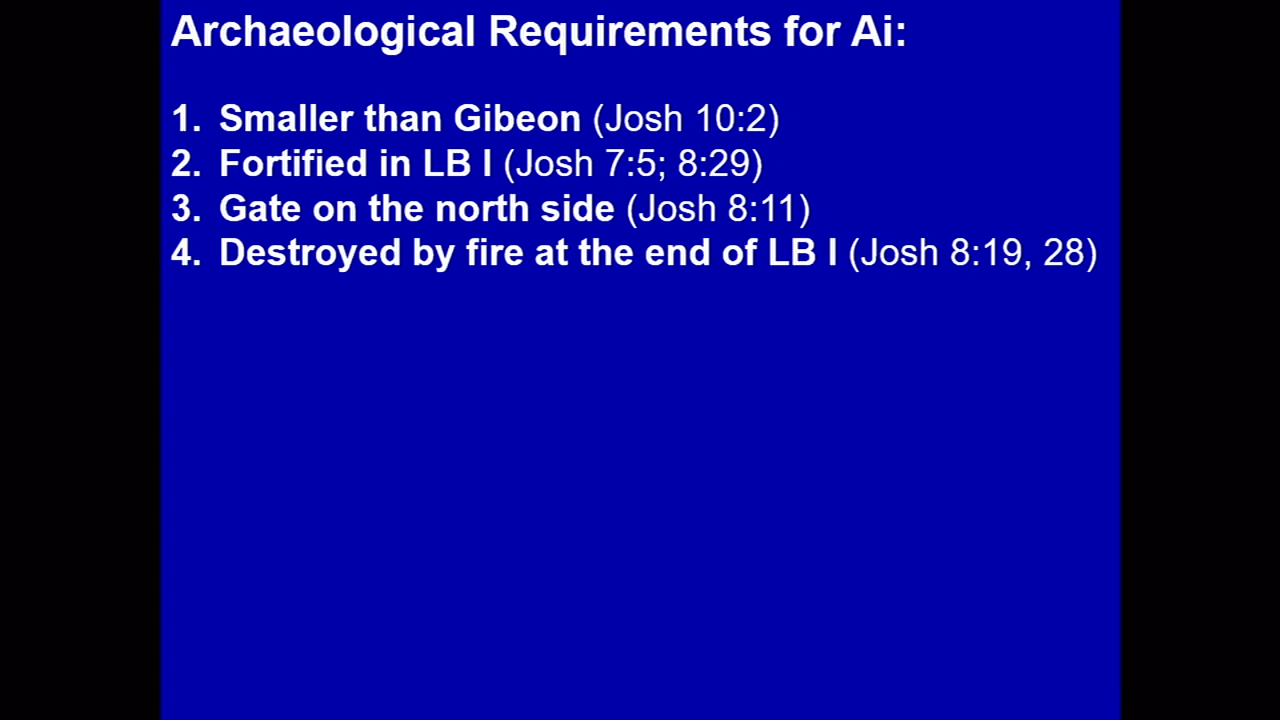 Archaeological Requirements for Ai:
1. Smaller than Gibeon (Josh 10:2)
2. Fortified in LB I (Josh 7:5; 8:29)
3. Gate on the north side (Josh 8:11)
4. Destroyed by fire at the end of LB I (Josh 8:19, 28)